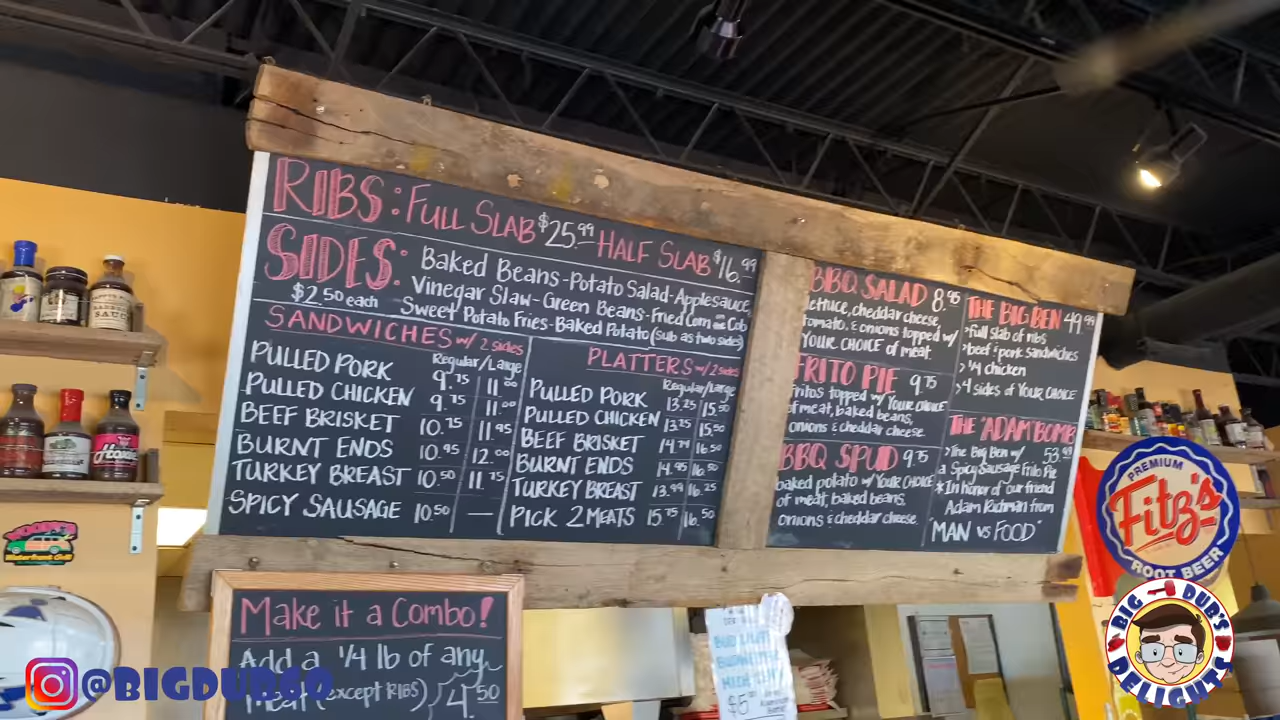 RIBS: FULL SLAB $25.99 HALF SLAB $16.99
SIDES:
$2.50 each
Baked Beans-Potato Salad-Applesauce
Vinegar Slaw-Green Beans-Fried Corn on Cob
Sweet Potato Fries-Baked Potato (sub as two sides)
SANDWICHES w/ 2 sides
Regular/Large
PULLED PORK 9.75 11.00
PULLED CHICKEN 9.75 11.00
BEEF BRISKET 10.75 11.95
BURNT ENDS 10.95 12.00
TURKEY BREAST 10.50 11.75
SPICY SAUSAGE 10.50 —
PLATTERS w/ 2 sides
Regular/Large
PULLED PORK 13.25 15.50
PULLED CHICKEN 13.25 15.50
BEEF BRISKET 14.79 16.50
BURNT ENDS 14.95 16.50
TURKEY BREAST 13.99 16.25
PICK 2 MEATS 15.75 16.50
BBQ SALAD 8.95
lettuce, cheddar cheese,
tomato, & onions topped w/
YOUR CHOICE of meat
FRITO PIE 9.75
fritos topped w/ YOUR CHOICE
of meat, baked beans,
onions & cheddar cheese.
BBQ SPUD 9.75
baked potato w/ YOUR CHOICE
of meat, baked beans.
onions & cheddar cheese.
THE BIG BEN 49.99
>full slab of ribs
>beef & pork sandwiches
>1/4 chicken
>4 sides of YOUR CHOICE
THE "ADAM BOMB" 53.99
>The Big Ben w/
a Spicy Sausage Frito Pie
*In honor of our friend
Adam Richman from
"MAN vs FOOD"
Make it a Combo!
Add a 1/4 lb of any
meat (except RIBS) 4.50
PREMIUM
Fitz's
ROOT BEER
BIG DUB'S
DELIGHTS
@BIGDUB60